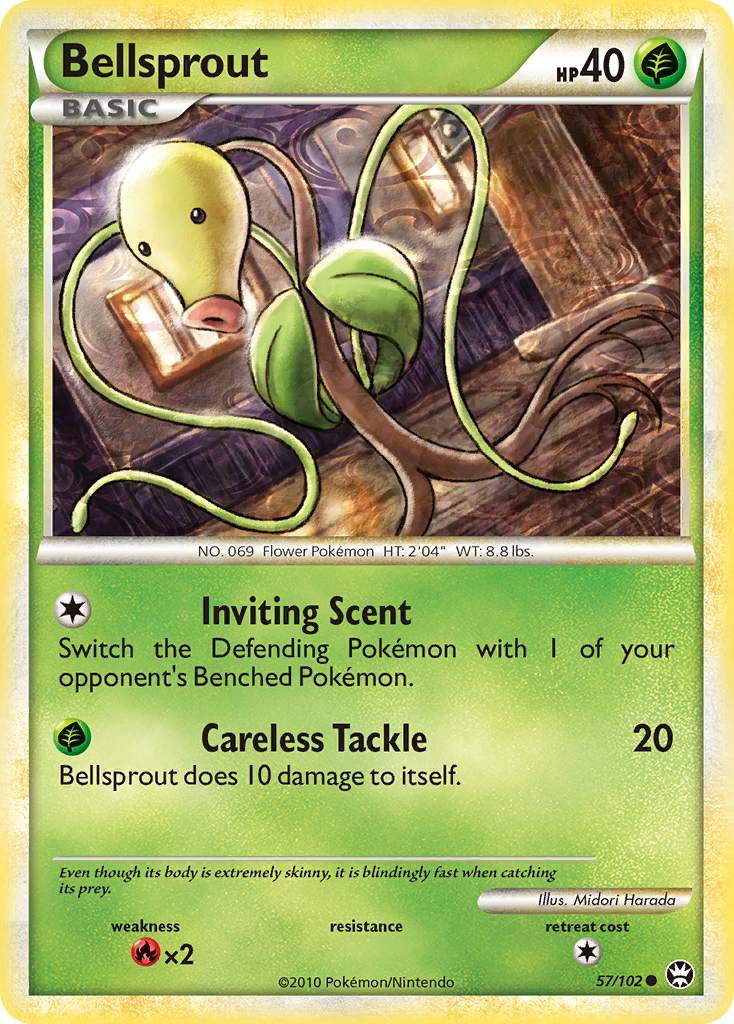 Bellsprout
HP40
BASIC
NO. 069 Flower Pokémon HT: 2'04" WT: 8.8 lbs.
Inviting Scent
Switch the Defending Pokémon with 1 of your
opponent's Benched Pokémon.
Careless Tackle 20
Bellsprout does 10 damage to itself.
Even though its body is extremely skinny, it is blindingly fast when catching
its prey.
Illus. Midori Harada
weakness resistance retreat cost
×2
©2010 Pokémon/Nintendo
57/102